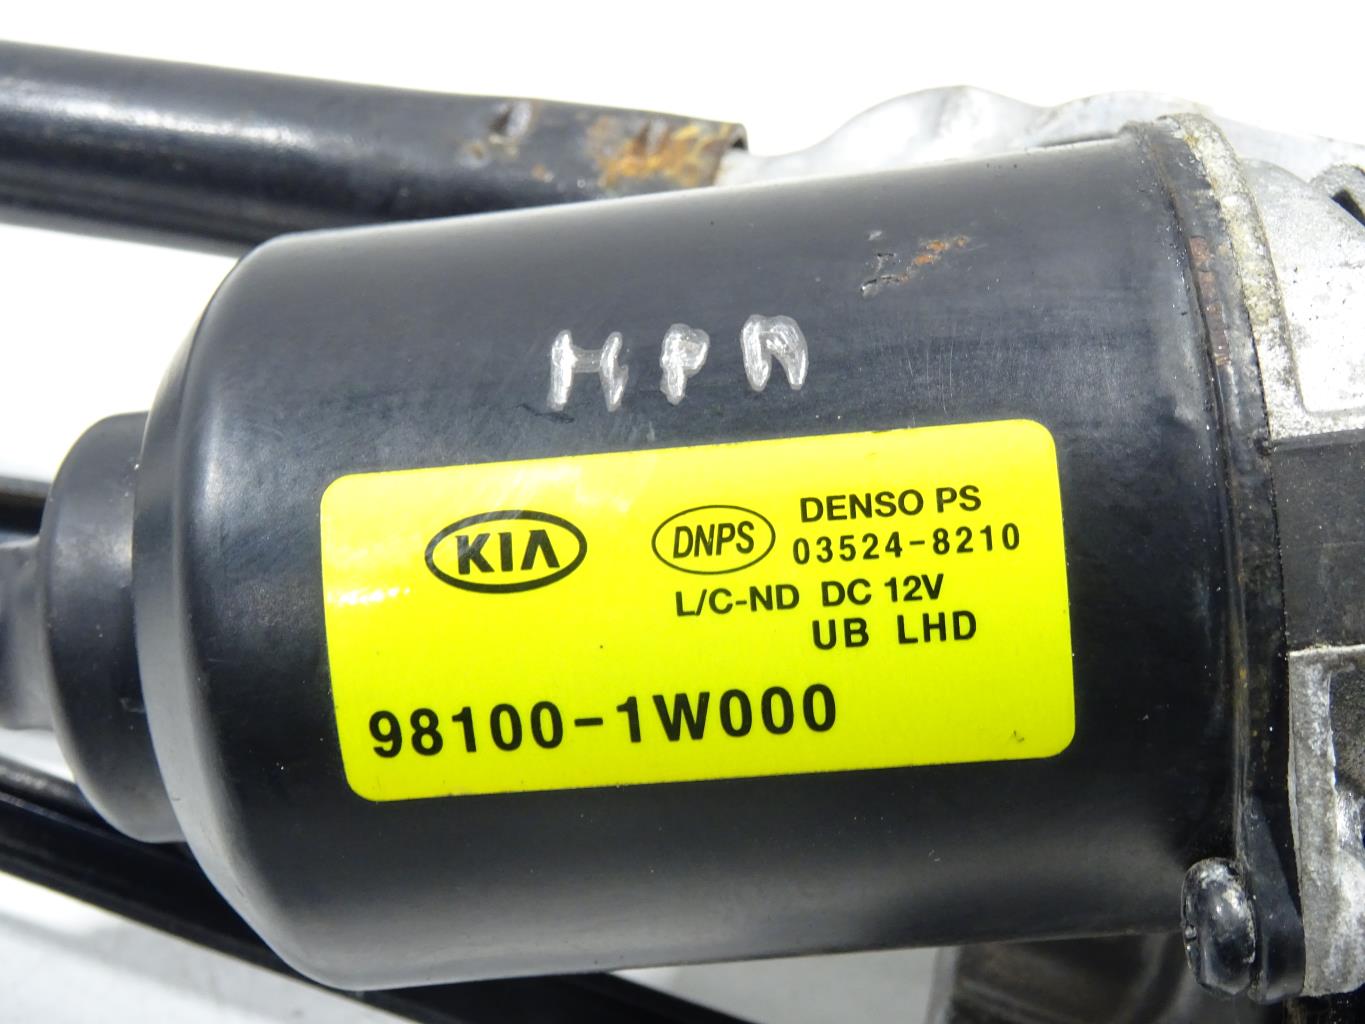 HPA
KIA
DNPS
DENSO PS
03524-8210
L/C-ND DC 12V
UB LHD
98100-1W000